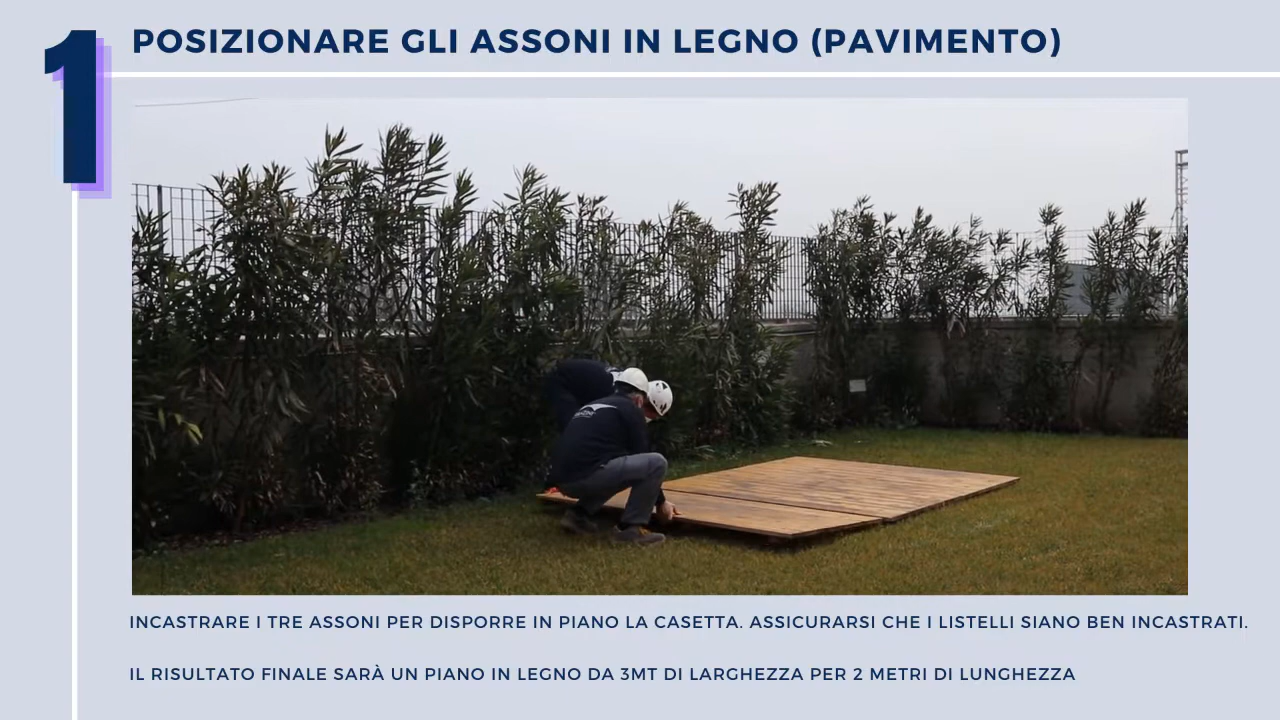 1
POSIZIONARE GLI ASSONI IN LEGNO (PAVIMENTO)
INCASTRARE I TRE ASSONI PER DISPORRE IN PIANO LA CASETTA. ASSICURARSI CHE I LISTELLI SIANO BEN INCASTRATI.
IL RISULTATO FINALE SARÀ UN PIANO IN LEGNO DA 3MT DI LARGHEZZA PER 2 METRI DI LUNGHEZZA